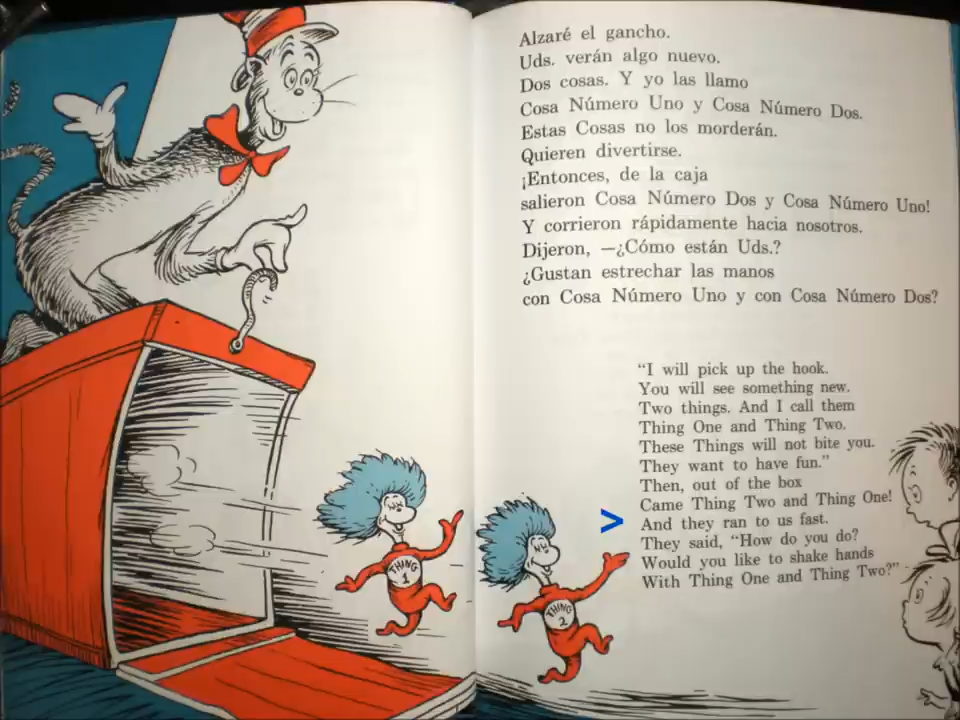 Alzaré el gancho.
Uds. verán algo nuevo.
Dos cosas. Y yo las llamo
Cosa Número Uno y Cosa Número Dos.
Estas Cosas no los morderán.
Quieren divertirse.
¡Entonces, de la caja
salieron Cosa Número Dos y Cosa Número Uno!
Y corrieron rápidamente hacia nosotros.
Dijeron, —¿Cómo están Uds.?
¿Gustan estrechar las manos
con Cosa Número Uno y con Cosa Número Dos?
“I will pick up the hook.
You will see something new.
Two things. And I call them
Thing One and Thing Two.
These Things will not bite you.
They want to have fun.”
Then, out of the box
Came Thing Two and Thing One!
> And they ran to us fast.
They said, “How do you do?
Would you like to shake hands
With Thing One and Thing Two?”
THING
1
THING
2